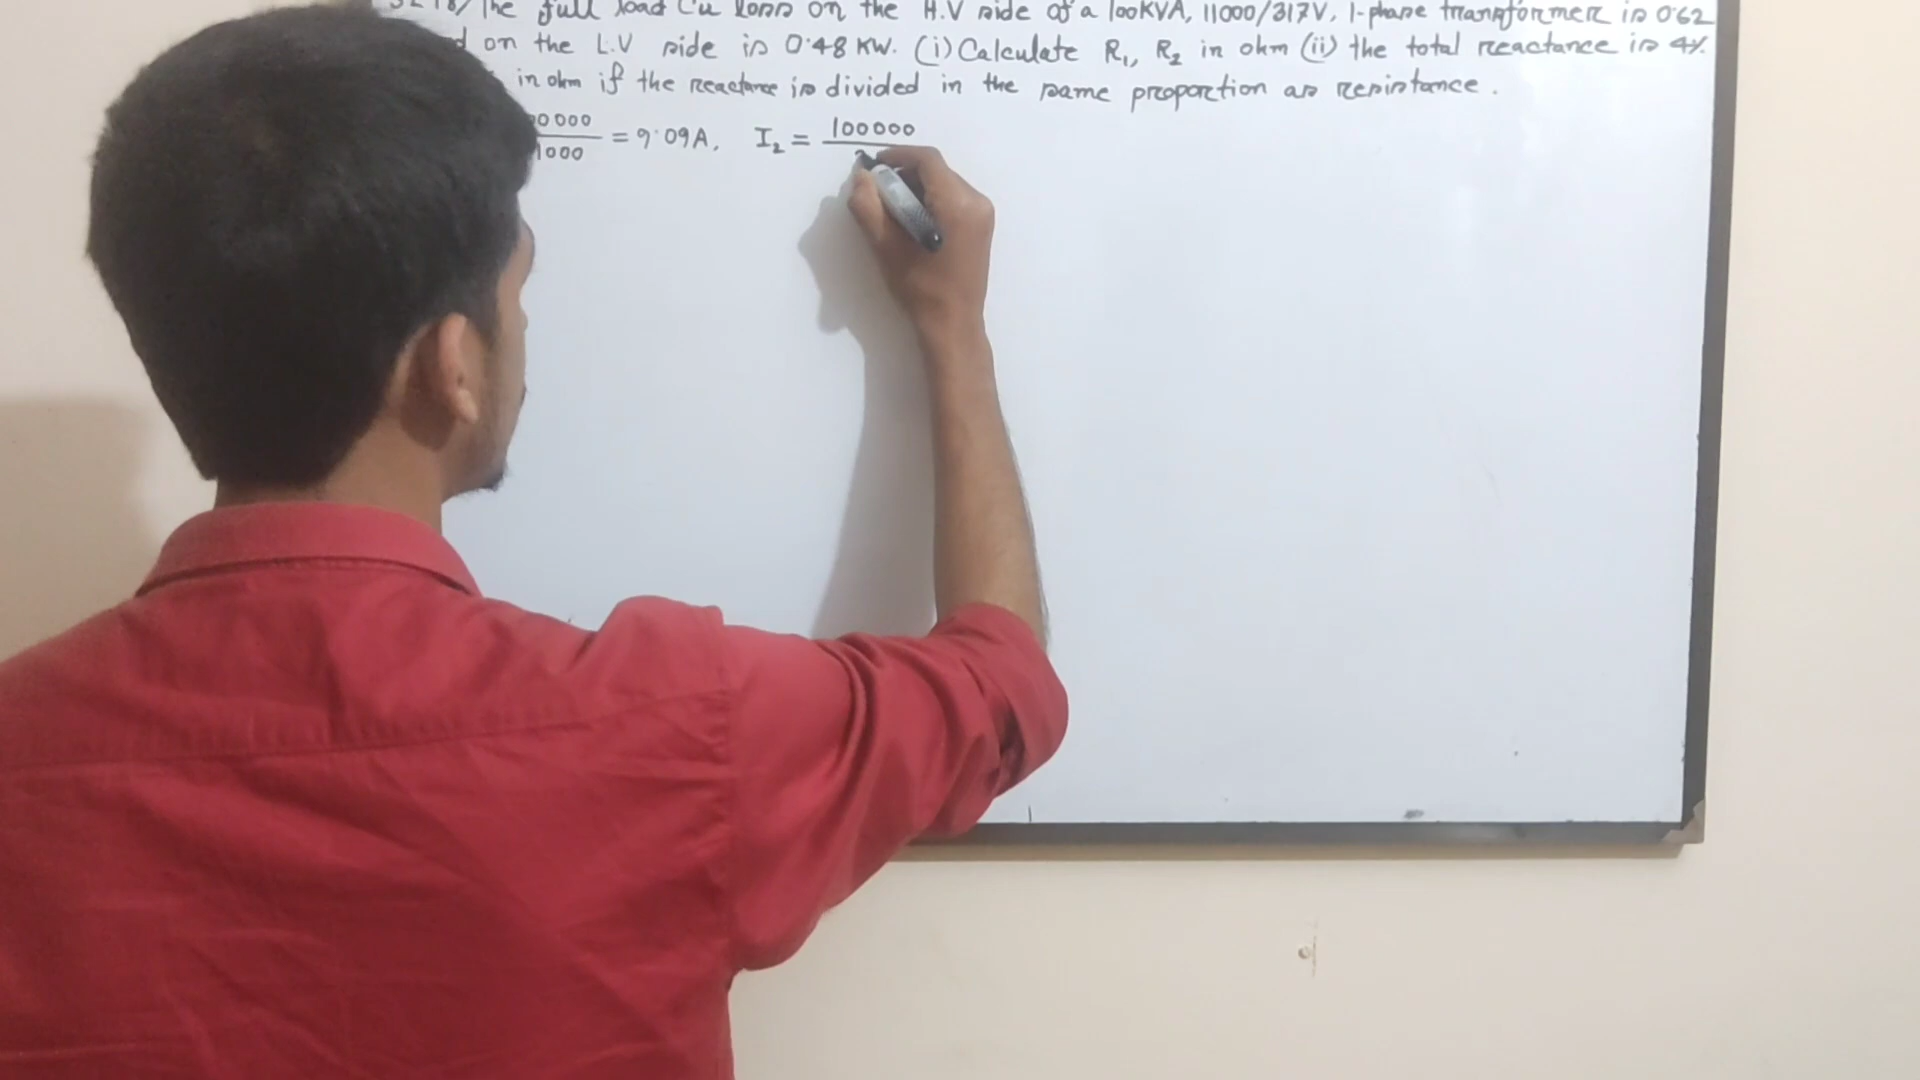 The full load Cu loss on the H.V side of a 100KVA, 11000/317V, 1-phase transformer is 0.62
on the L.V side is 0.48 KW. (i) Calculate R₁, R₂ in ohm (ii) the total reactance is 4%.
in ohm if the reactance is divided in the same proportion as resistance.
0000/1000 = 9.09A, I₂ = 100000/